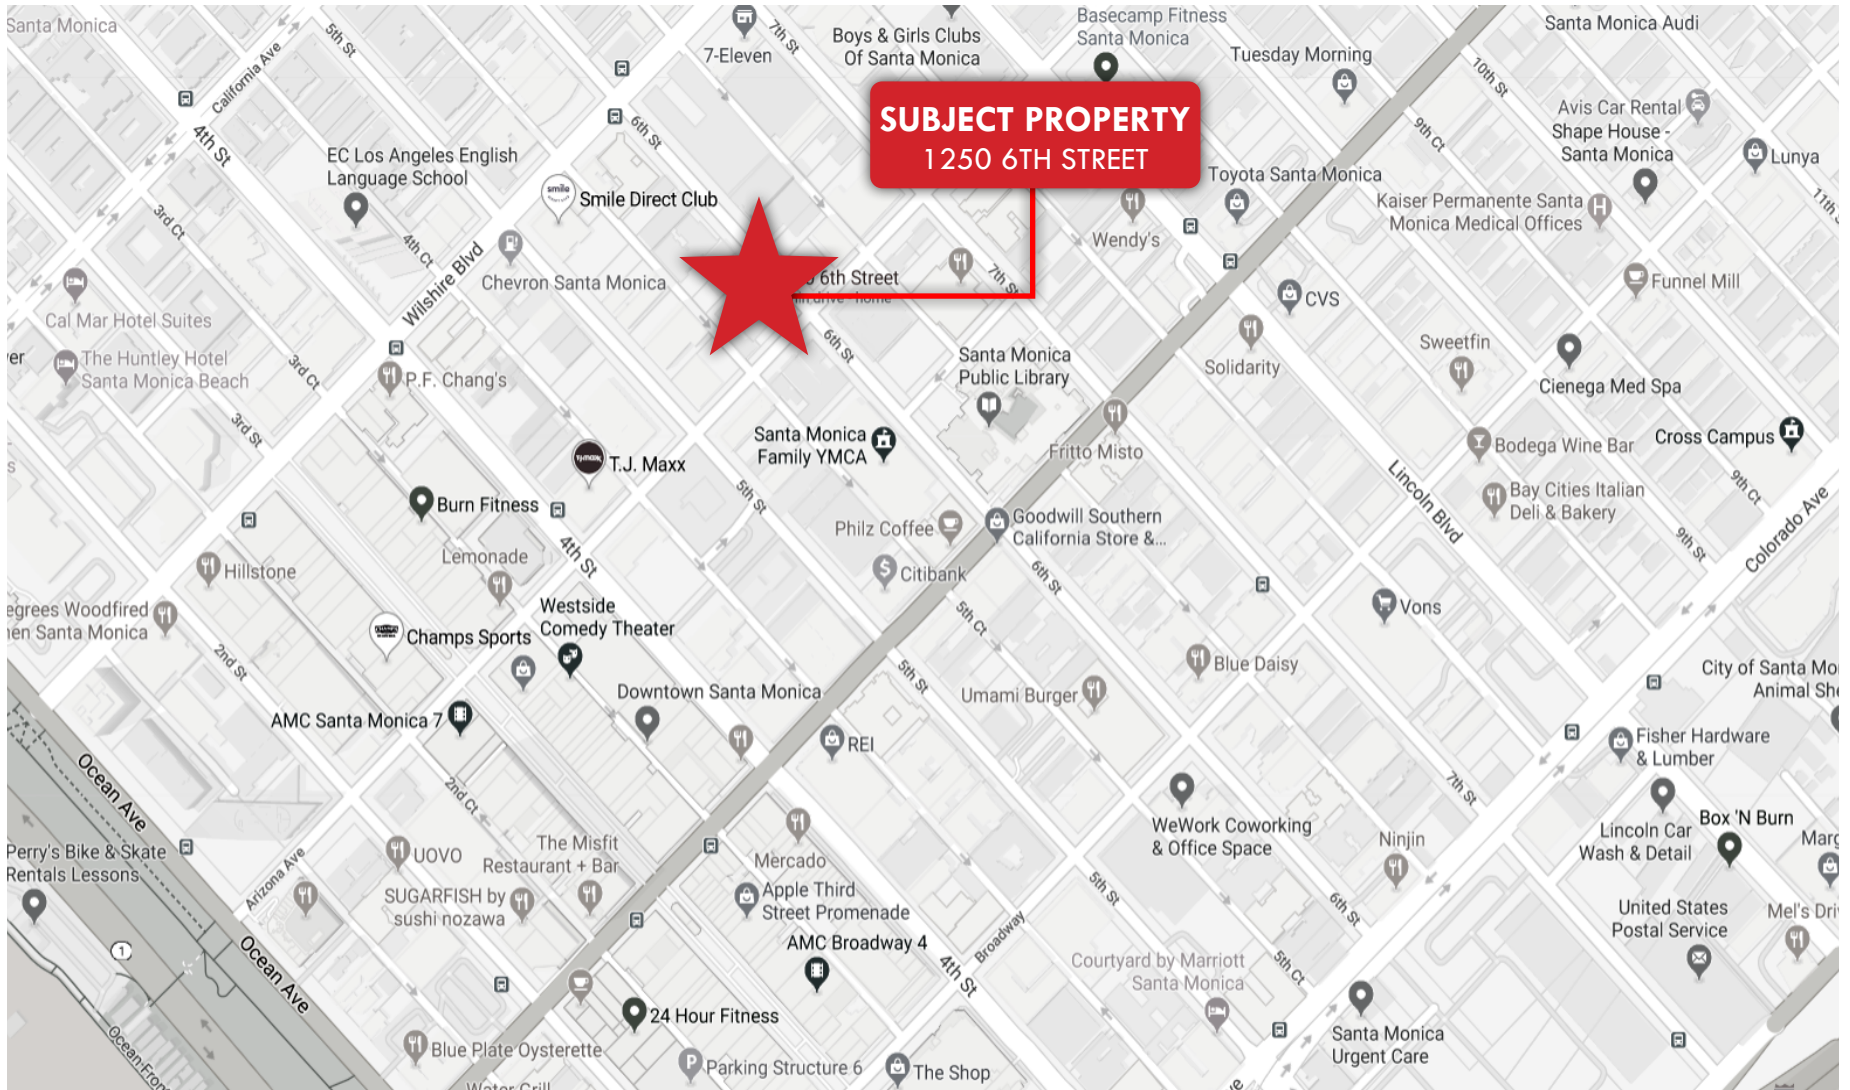 Santa Monica
5th St
California Ave
4th St
7-Eleven
7th St
Boys & Girls Clubs
Of Santa Monica
Basecamp Fitness
Santa Monica
Tuesday Morning
Santa Monica Audi
10th St
Avis Car Rental
Shape House -
Santa Monica
Lunya
9th Ct
11th
SUBJECT PROPERTY
1250 6TH STREET
EC Los Angeles English
Language School
6th St
smile
Smile Direct Club
Toyota Santa Monica
Kaiser Permanente Santa
Monica Medical Offices
H
3rd Ct
4th Ct
Wilshire Blvd
Chevron Santa Monica
6th Street
7th St
Wendy's
CVS
Funnel Mill
Cal Mar Hotel Suites
The Huntley Hotel
Santa Monica Beach
3rd Ct
P.F. Chang's
6th St
Santa Monica
Public Library
Solidarity
Sweetfin
Cienega Med Spa
3rd St
T.J. Maxx
Santa Monica
Family YMCA
Fritto Misto
Bodega Wine Bar
Cross Campus
Burn Fitness
5th St
Lincoln Blvd
Bay Cities Italian
Deli & Bakery
9th Ct
Colorado Ave
Philz Coffee
Goodwill Southern
California Store &...
9th St
Hillstone
Lemonade
4th St
Citibank
6th St
Vons
egrees Woodfired
en Santa Monica
Westside
Comedy Theater
Champs Sports
5th Ct
2nd St
5th St
Blue Daisy
Umami Burger
City of Santa Mo
Animal She
Downtown Santa Monica
AMC Santa Monica 7
REI
Fisher Hardware
& Lumber
Ocean Ave
2nd Ct
7th St
WeWork Coworking
& Office Space
Box 'N Burn
Lincoln Car
Wash & Detail
Marg
Perry's Bike & Skate
Rentals Lessons
UOVO
The Misfit
Restaurant + Bar
Mercado
Ninjin
Arizona Ave
SUGARFISH by
sushi nozawa
Apple Third
Street Promenade
5th St
6th St
United States
Postal Service
Mel's Dri
1
Ocean Ave
AMC Broadway 4
Broadway
4th St
Courtyard by Marriott
Santa Monica
5th Ct
24 Hour Fitness
Santa Monica
Urgent Care
Ocean Fron
Blue Plate Oysterette
P
Parking Structure 6
The Shop
Water Grill